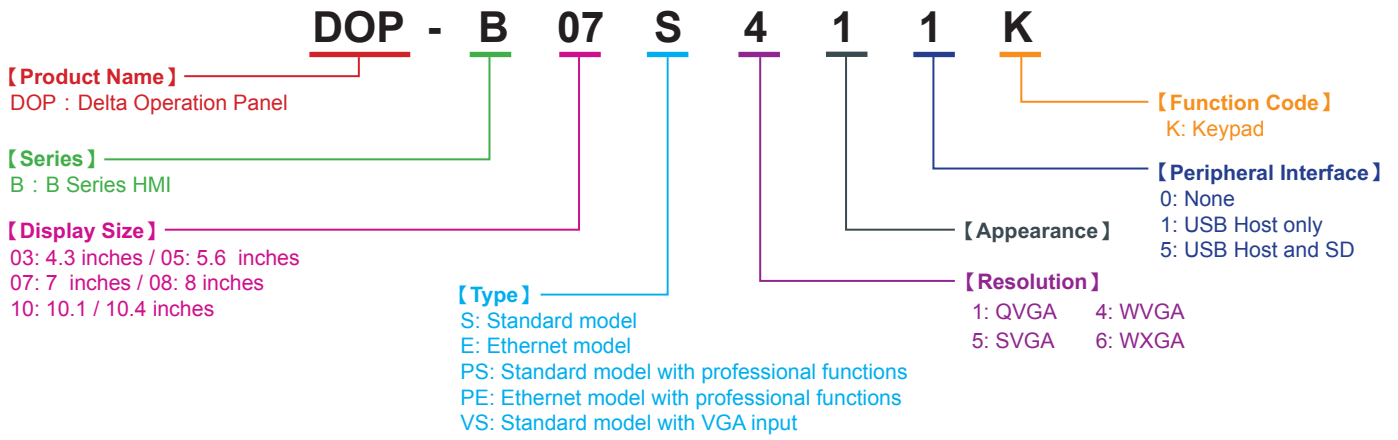 DOP - B 07 S 4 1 1 K
【Product Name】
DOP : Delta Operation Panel
【Series】
B : B Series HMI
【Display Size】
03: 4.3 inches / 05: 5.6 inches
07: 7 inches / 08: 8 inches
10: 10.1 / 10.4 inches
【Type】
S: Standard model
E: Ethernet model
PS: Standard model with professional functions
PE: Ethernet model with professional functions
VS: Standard model with VGA input
【Resolution】
1: QVGA 4: WVGA
5: SVGA 6: WXGA
【Appearance】
【Peripheral Interface】
0: None
1: USB Host only
5: USB Host and SD
【Function Code】
K: Keypad